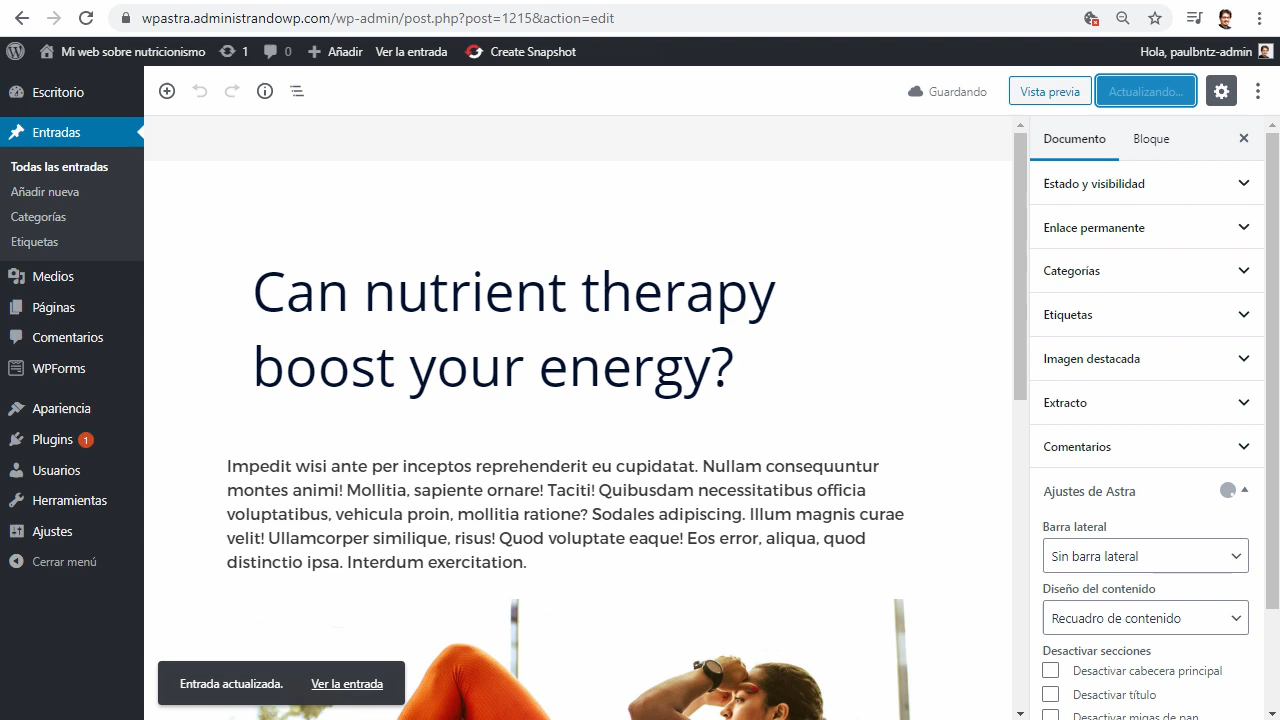 wpastra.administrandowp.com/wp-admin/post.php?post=1215&action=edit
Mi web sobre nutricionismo
1
0
Añadir
Ver la entrada
Create Snapshot
Hola, paulbntz-admin
Escritorio
Entradas
Todas las entradas
Añadir nueva
Categorías
Etiquetas
Medios
Páginas
Comentarios
WPForms
Apariencia
Plugins 1
Usuarios
Herramientas
Ajustes
Cerrar menú
Guardando
Vista previa
Actualizando...
Can nutrient therapy
boost your energy?
Impedit wisi ante per inceptos reprehenderit eu cupidatat. Nullam consequuntur
montes animi! Mollitia, sapiente ornare! Taciti! Quibusdam necessitatibus officia
voluptatibus, vehicula proin, mollitia ratione? Sodales adipiscing. Illum magnis curae
velit! Ullamcorper similique, risus! Quod voluptate eaque! Eos error, aliqua, quod
distinctio ipsa. Interdum exercitation.
Entrada actualizada.
Ver la entrada
Documento
Bloque
Estado y visibilidad
Enlace permanente
Categorías
Etiquetas
Imagen destacada
Extracto
Comentarios
Ajustes de Astra
Barra lateral
Sin barra lateral
Diseño del contenido
Recuadro de contenido
Desactivar secciones
Desactivar cabecera principal
Desactivar título
Desactivar migas de pan